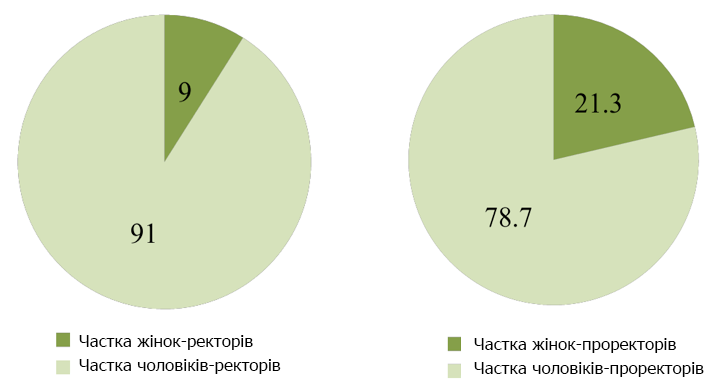 9
91
Частка жінок-ректорів
Частка чоловіків-ректорів
21.3
78.7
Частка жінок-проректорів
Частка чоловіків-проректорів